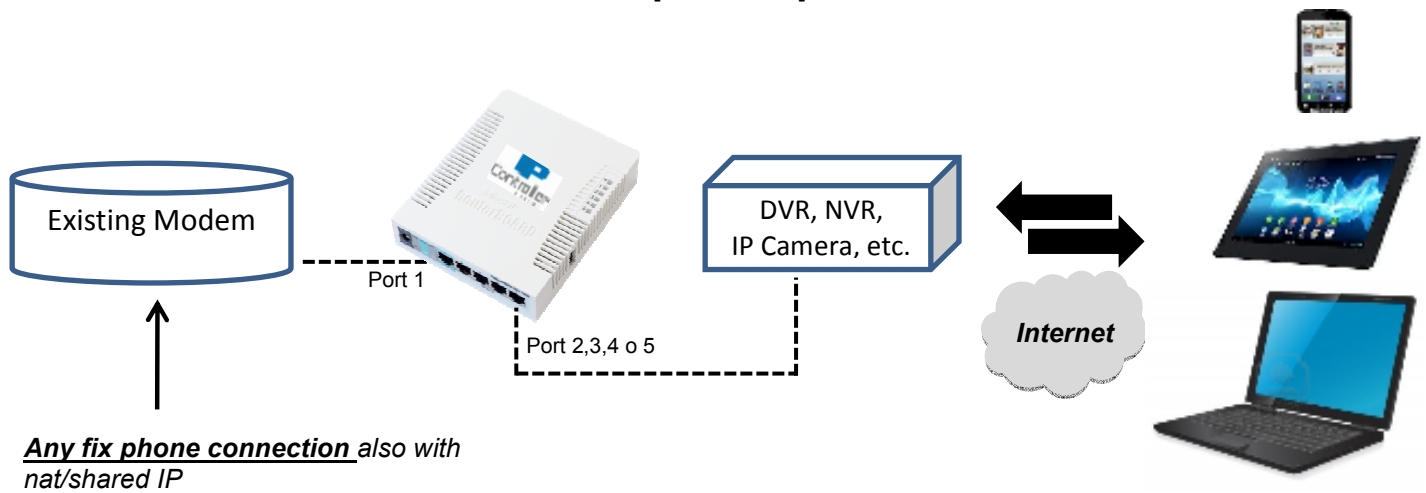 Existing Modem
Controller
Port 1
DVR, NVR,
IP Camera, etc.
Port 2,3,4 o 5
Internet
Any fix phone connection also with
nat/shared IP